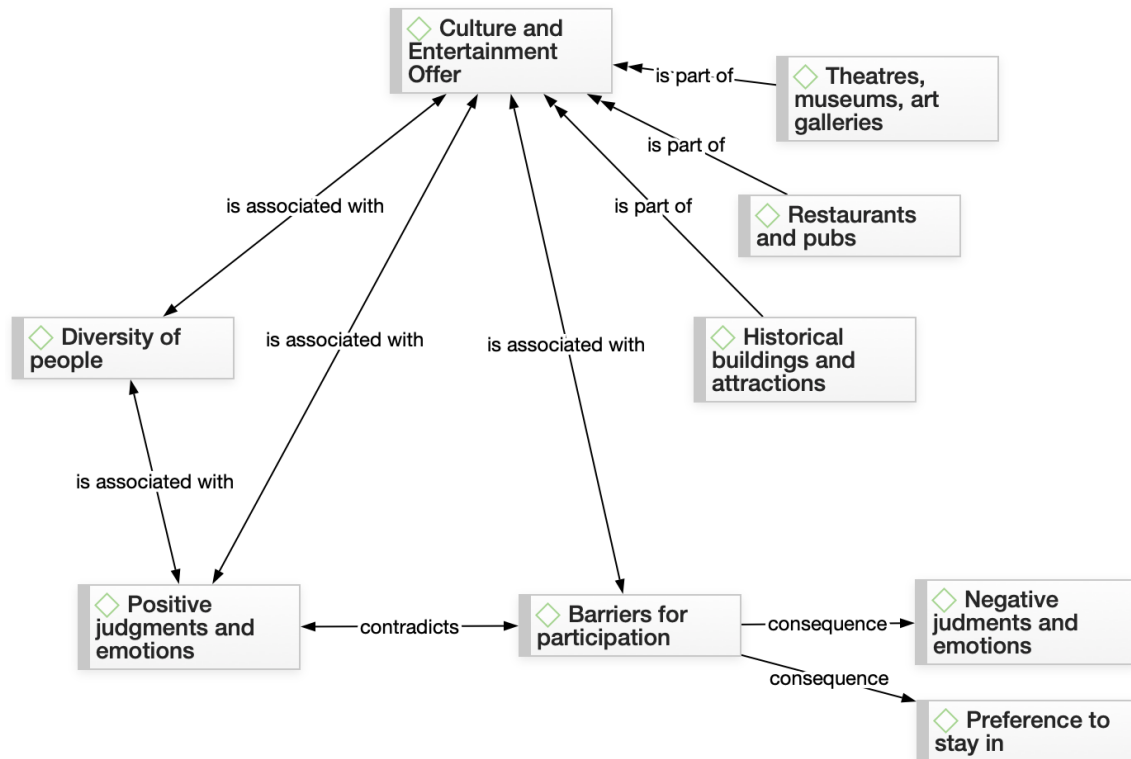 Culture and
Entertainment
Offer
is part of
Theatres,
museums, art
galleries
is part of
Restaurants
and pubs
is associated with
is part of
Diversity of
people
is associated with
is associated with
Historical
buildings and
attractions
is associated with
Positive
judgments and
emotions
contradicts
Barriers for
participation
consequence
Negative
judments and
emotions
consequence
Preference to
stay in